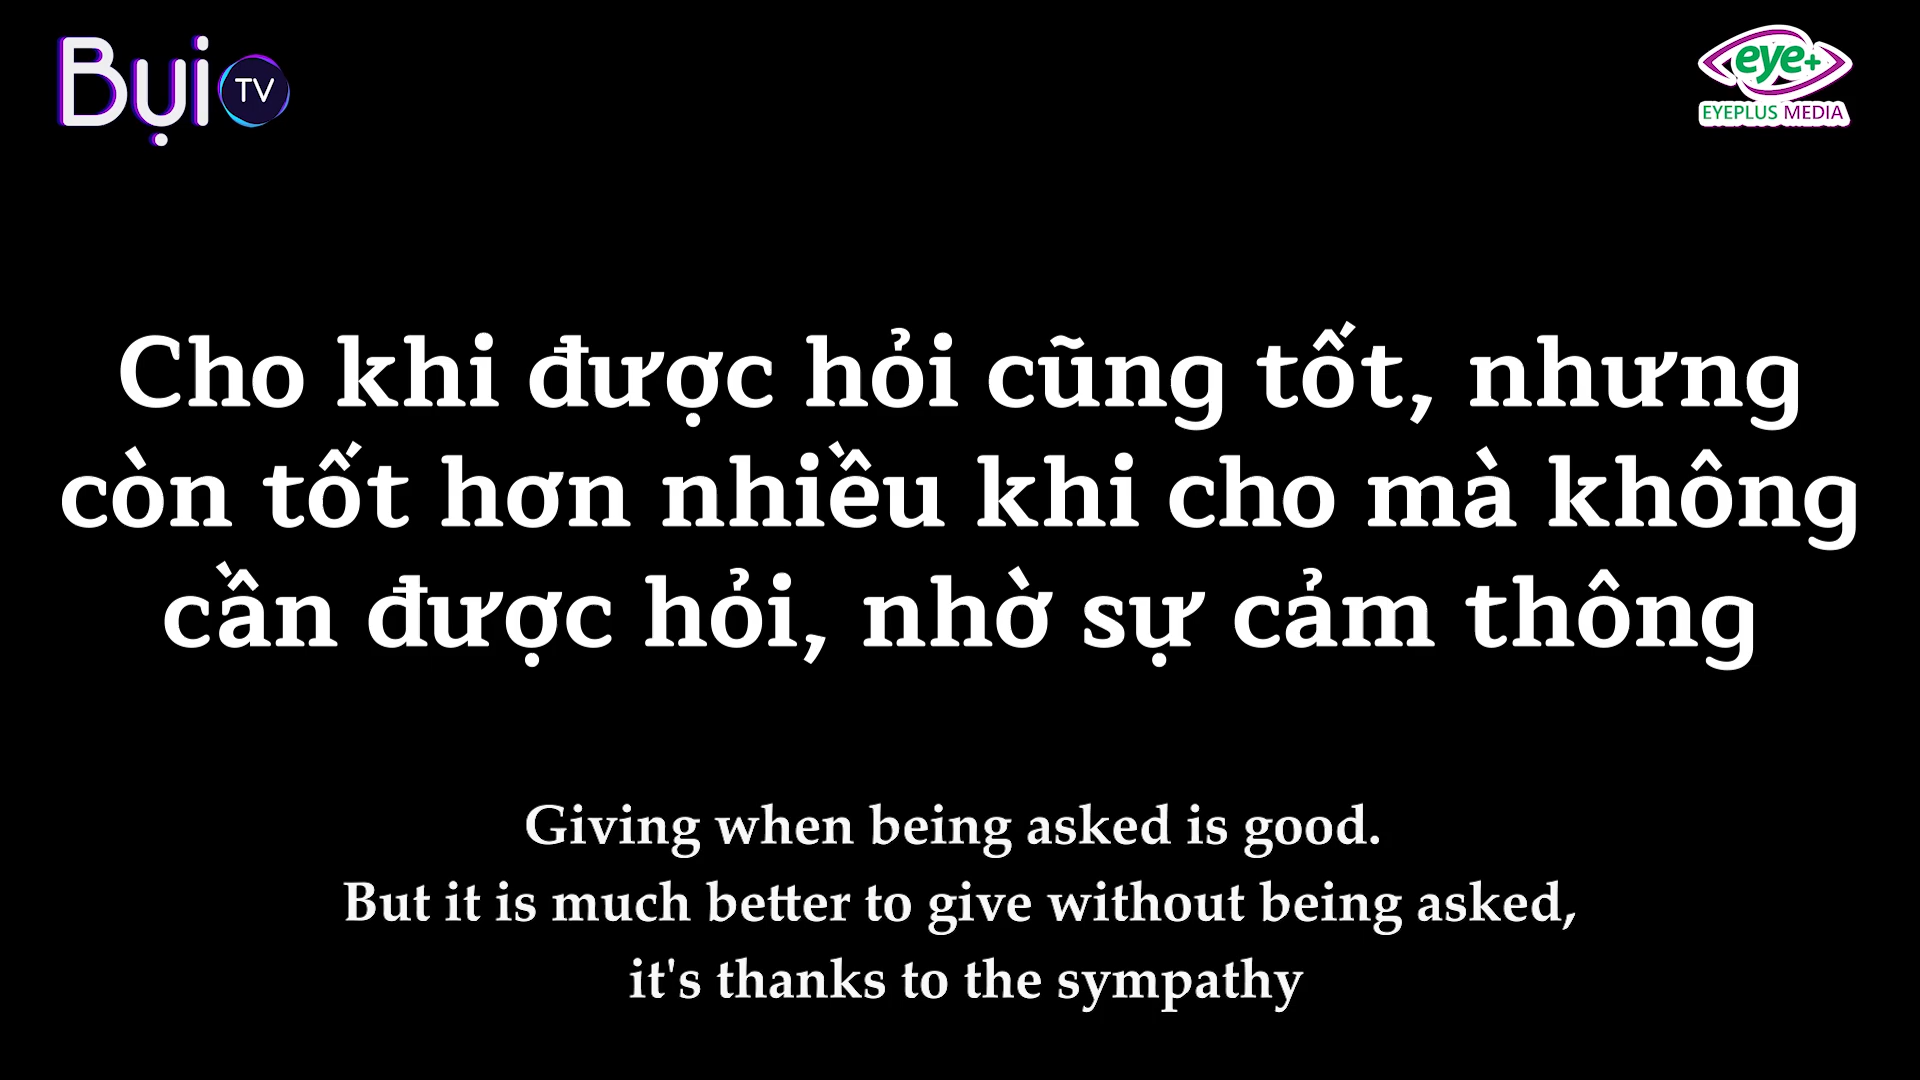 Bụi TV
eye+
EYEPLUS MEDIA
Cho khi được hỏi cũng tốt, nhưng
còn tốt hơn nhiều khi cho mà không
cần được hỏi, nhờ sự cảm thông
Giving when being asked is good.
But it is much better to give without being asked,
it's thanks to the sympathy